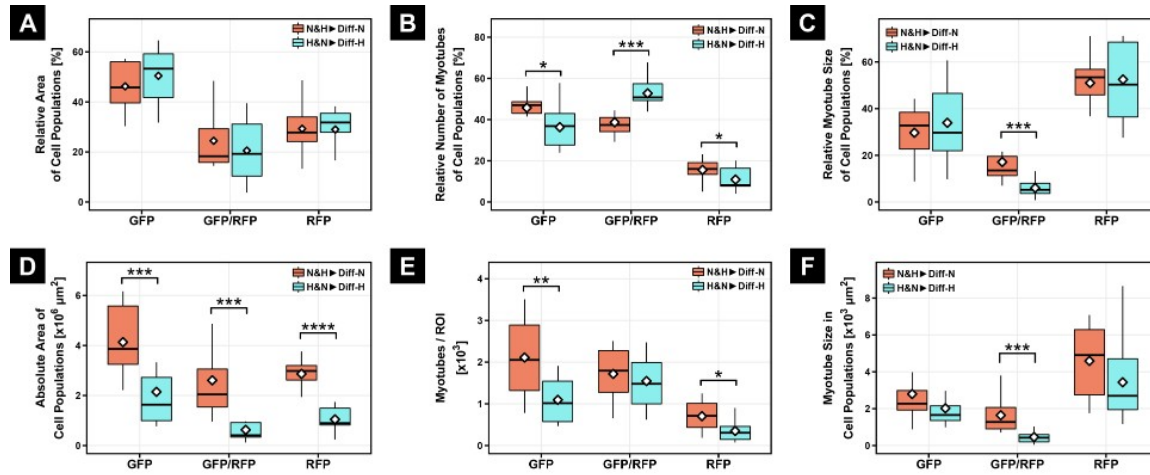 A
Relative Area
of Cell Populations [%]
60
40
20
0
N&H►Diff-N
H&N►Diff-H
GFP
GFP/RFP
RFP
B
Relative Number of Myotubes
of Cell Populations [%]
60
40
20
0
N&H►Diff-N
H&N►Diff-H
*
***
*
GFP
GFP/RFP
RFP
C
Relative Myotube Size
of Cell Populations [%]
60
40
20
0
N&H►Diff-N
H&N►Diff-H
***
GFP
GFP/RFP
RFP
D
Absolute Area of
Cell Populations [x10⁶ µm²]
6
4
2
0
N&H►Diff-N
H&N►Diff-H
***
***
****
GFP
GFP/RFP
RFP
E
Myotubes / ROI
[x10³]
4
3
2
1
0
N&H►Diff-N
H&N►Diff-H
**
*
GFP
GFP/RFP
RFP
F
Myotube Size in
Cell Populations [x10³ µm²]
8
6
4
2
0
N&H►Diff-N
H&N►Diff-H
***
GFP
GFP/RFP
RFP